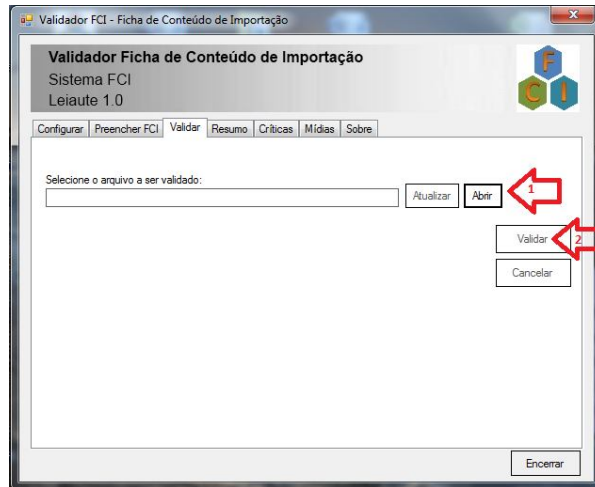 Validador FCI - Ficha de Conteúdo de Importação
Validador Ficha de Conteúdo de Importação
Sistema FCI
Leiaute 1.0
F
C I
Configurar Preencher FCI Validar Resumo Críticas Mídias Sobre
Selecione o arquivo a ser validado:
Atualizar Abrir 1
Validar 2
Cancelar
Encerrar